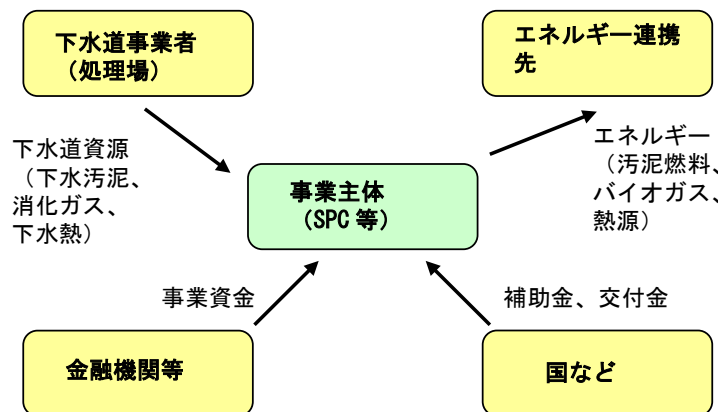 下水道事業者
（処理場）
エネルギー連携
先
下水道資源
（下水汚泥、
消化ガス、
下水熱）
エネルギー
（汚泥燃料、
バイオガス、
熱源）
事業主体
（SPC 等）
事業資金
補助金、交付金
金融機関等
国など